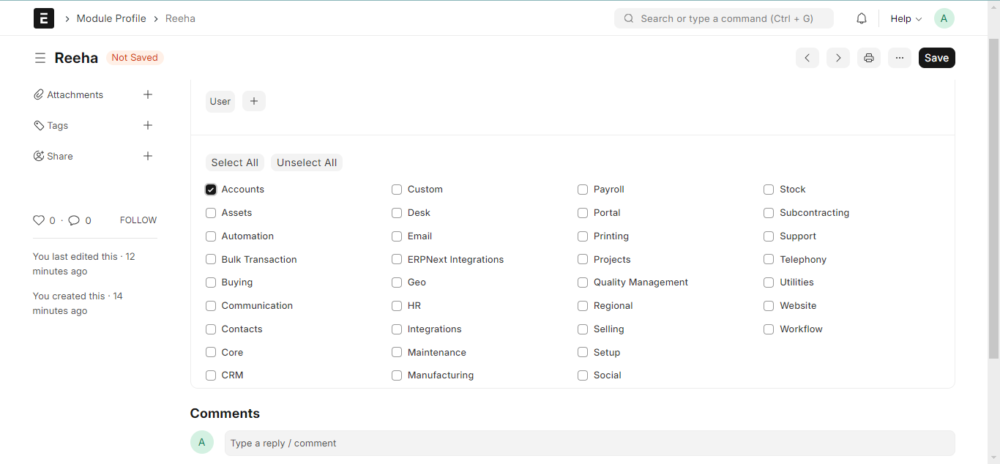 E
Module Profile
Reeha
Search or type a command (Ctrl + G)
Help
A
Reeha
Not Saved
Save
Attachments
Tags
Share
0 · 0
FOLLOW
You last edited this · 12
minutes ago
You created this · 14
minutes ago
User
Select All
Unselect All
Accounts
Assets
Automation
Bulk Transaction
Buying
Communication
Contacts
Core
CRM
Custom
Desk
Email
ERPNext Integrations
Geo
HR
Integrations
Maintenance
Manufacturing
Payroll
Portal
Printing
Projects
Quality Management
Regional
Selling
Setup
Social
Stock
Subcontracting
Support
Telephony
Utilities
Website
Workflow
Comments
A
Type a reply / comment